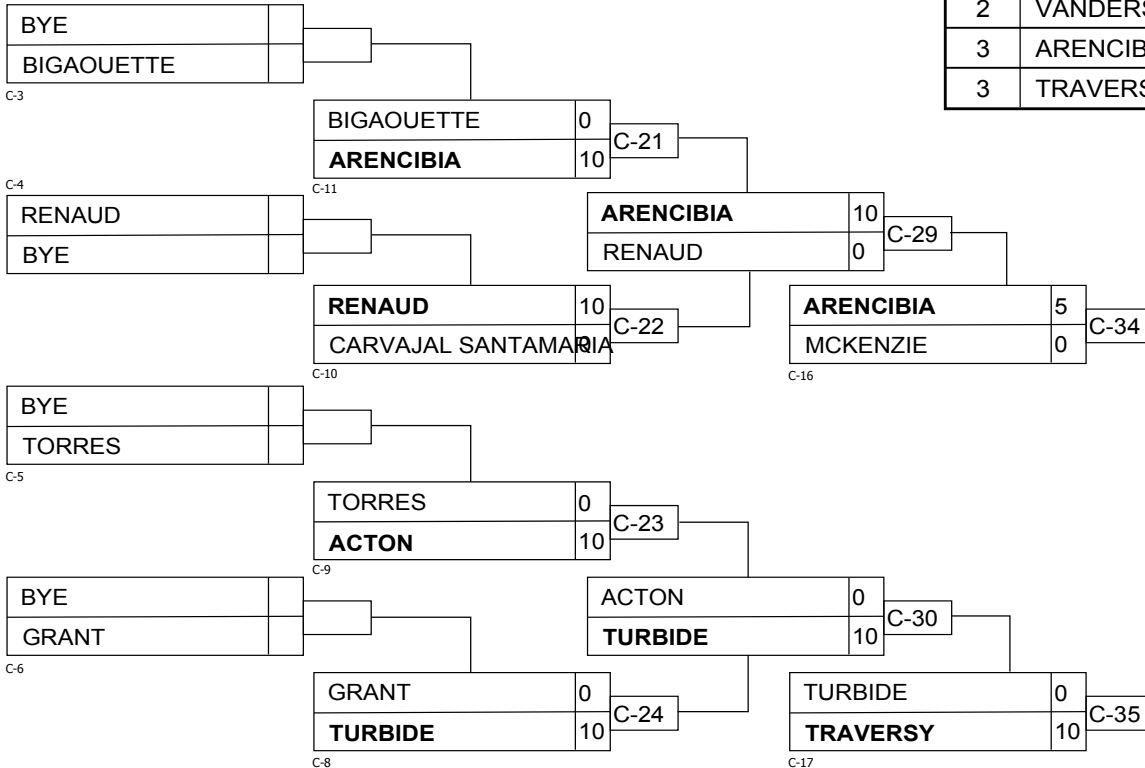 BYE
BIGAOUETTE
C-3
2
3 ARENCIB
3
BIGAOUETTE 0
ARENCIBIA 10
C-21
C-11
C-4
RENAUD
BYE
ARENCIBIA 10
RENAUD 0
C-29
RENAUD 10
CARVAJAL SANTAMARIA 0
C-22
C-10
ARENCIBIA 5
MCKENZIE 0
C-34
C-16
BYE
TORRES
C-5
TORRES 0
ACTON 10
C-23
C-9
BYE
GRANT
C-6
ACTON 0
TURBIDE 10
C-30
GRANT 0
TURBIDE 10
C-24
C-8
TURBIDE 0
TRAVERSY 10
C-35
C-17